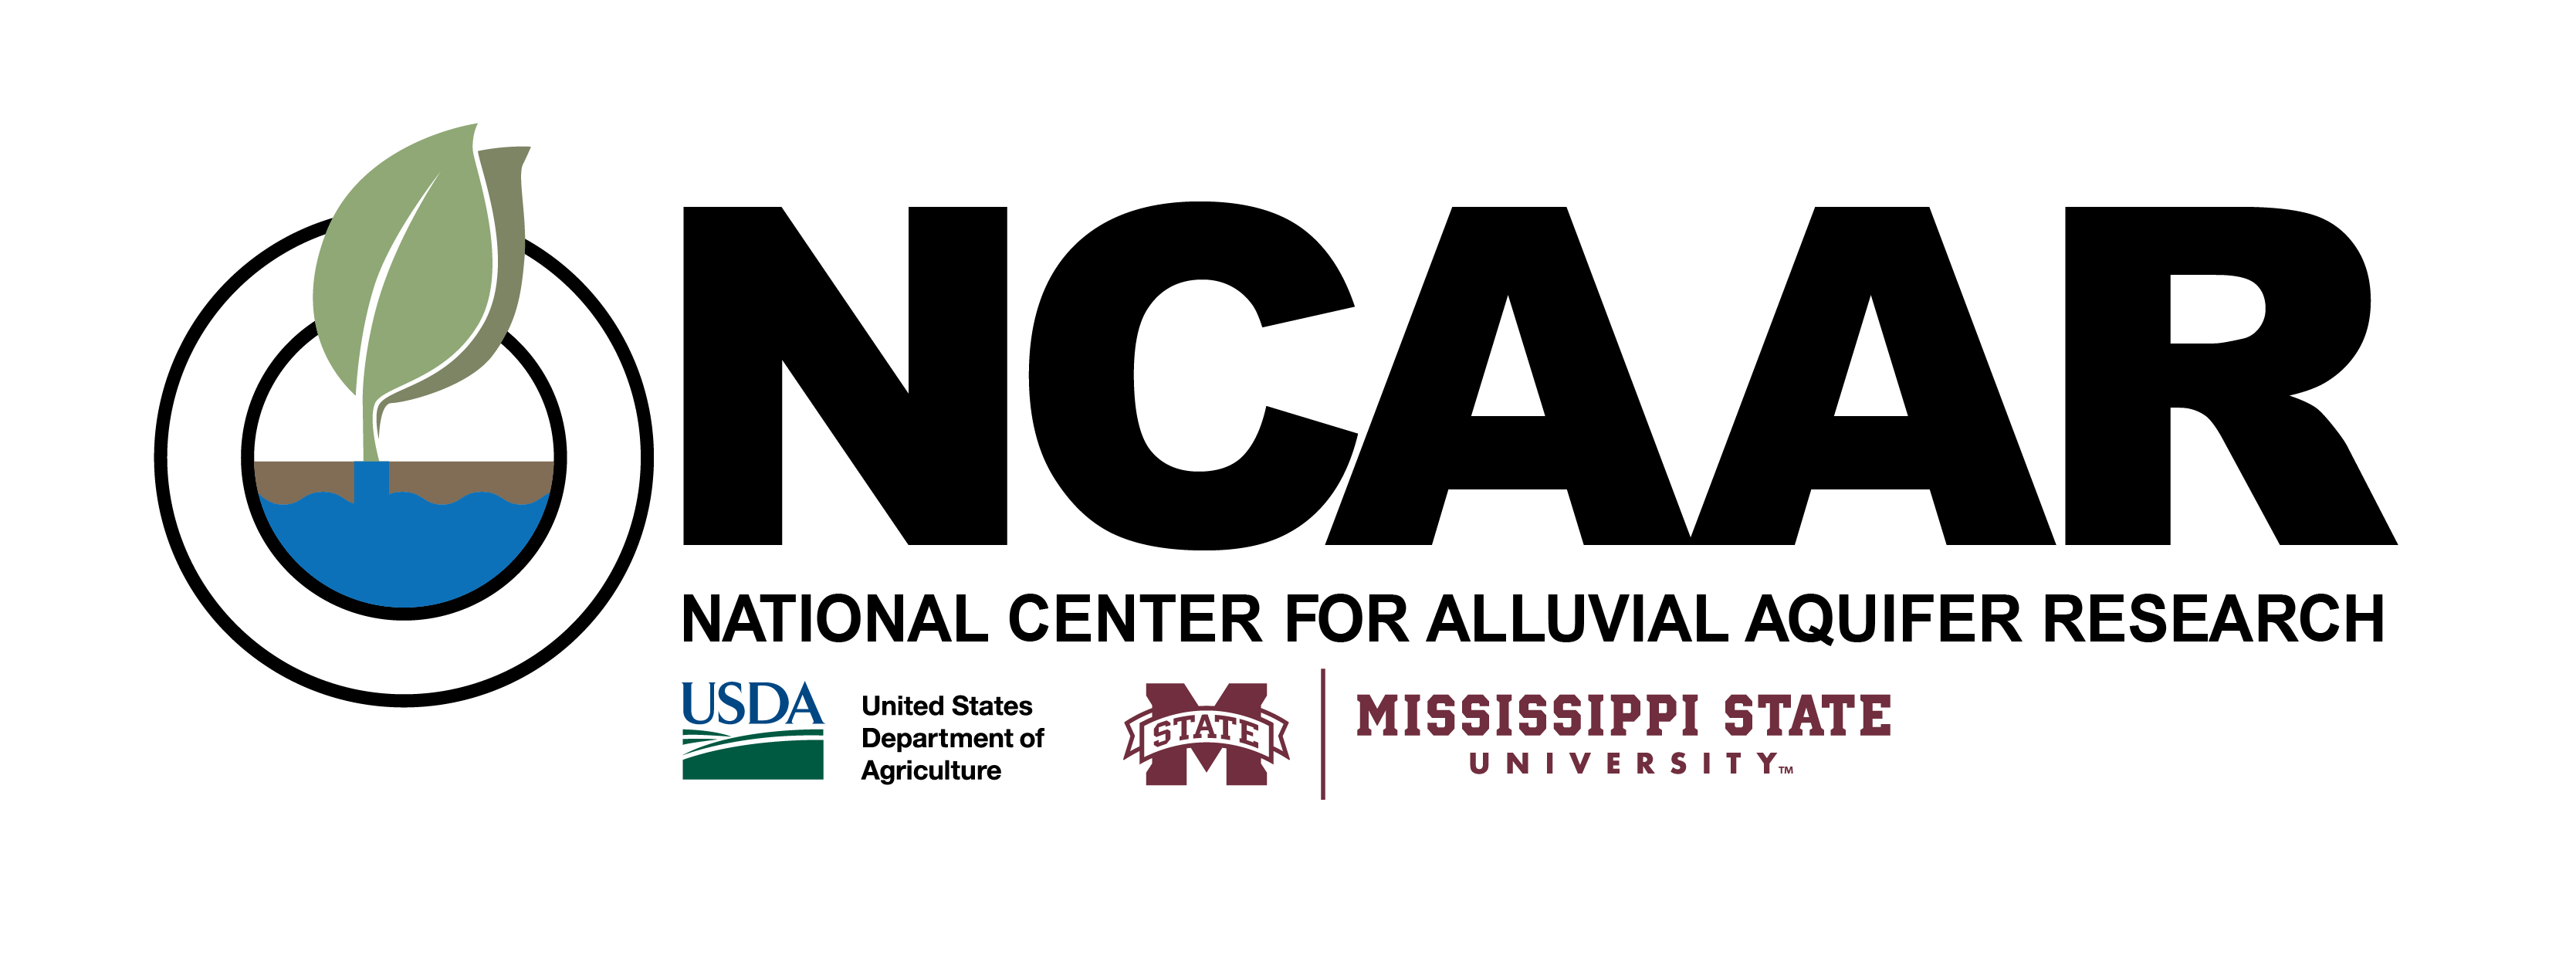 NCAAR
NATIONAL CENTER FOR ALLUVIAL AQUIFER RESEARCH
USDA
United States
Department of
Agriculture
STATE
MISSISSIPPI STATE
UNIVERSITY™